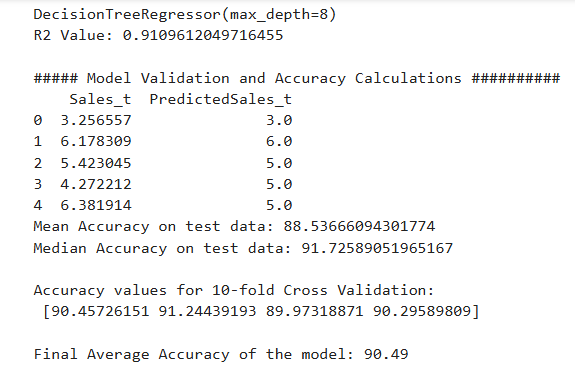 DecisionTreeRegressor(max_depth=8)
R2 Value: 0.9109612049716455
##### Model Validation and Accuracy Calculations ##########
Sales_t PredictedSales_t
0 3.256557 3.0
1 6.178309 6.0
2 5.423045 5.0
3 4.272212 5.0
4 6.381914 5.0
Mean Accuracy on test data: 88.53666094301774
Median Accuracy on test data: 91.72589051965167
Accuracy values for 10-fold Cross Validation:
[90.45726151 91.24439193 89.97318871 90.29589809]
Final Average Accuracy of the model: 90.49